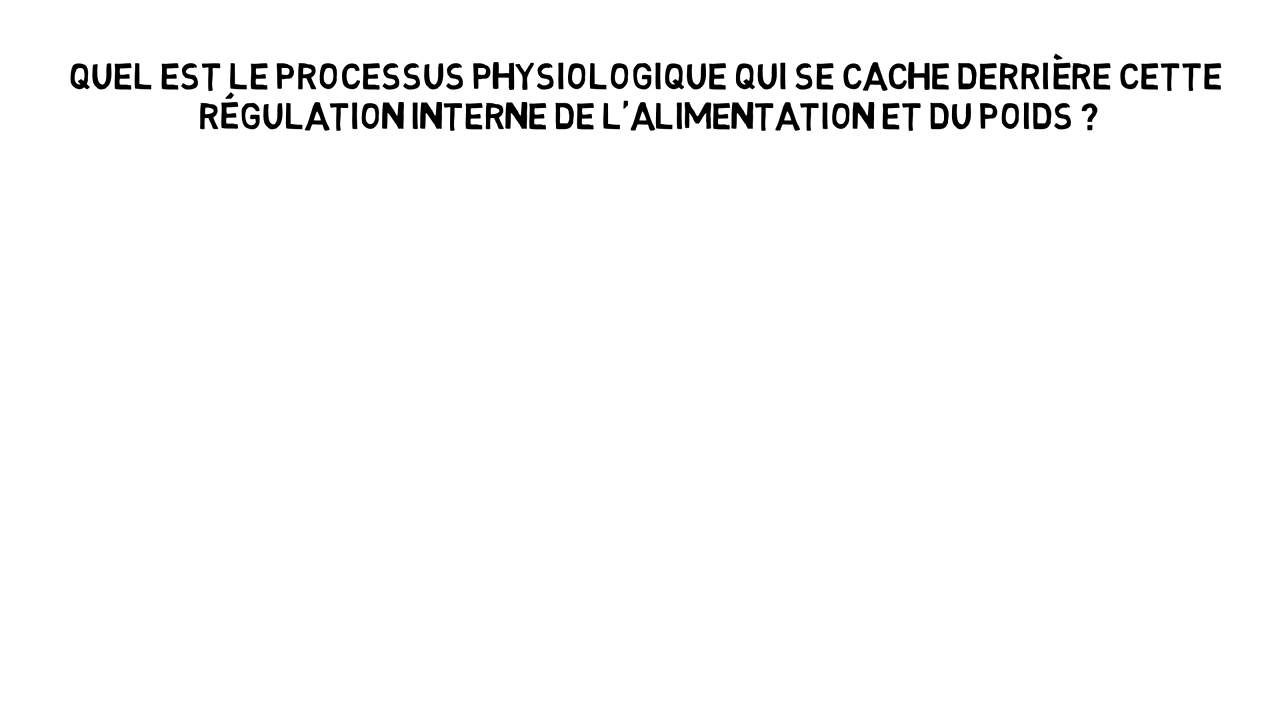 QUEL EST LE PROCESSUS PHYSIOLOGIQUE QUI SE CACHE DERRIÈRE CETTE
RÉGULATION INTERNE DE L'ALIMENTATION ET DU POIDS ?